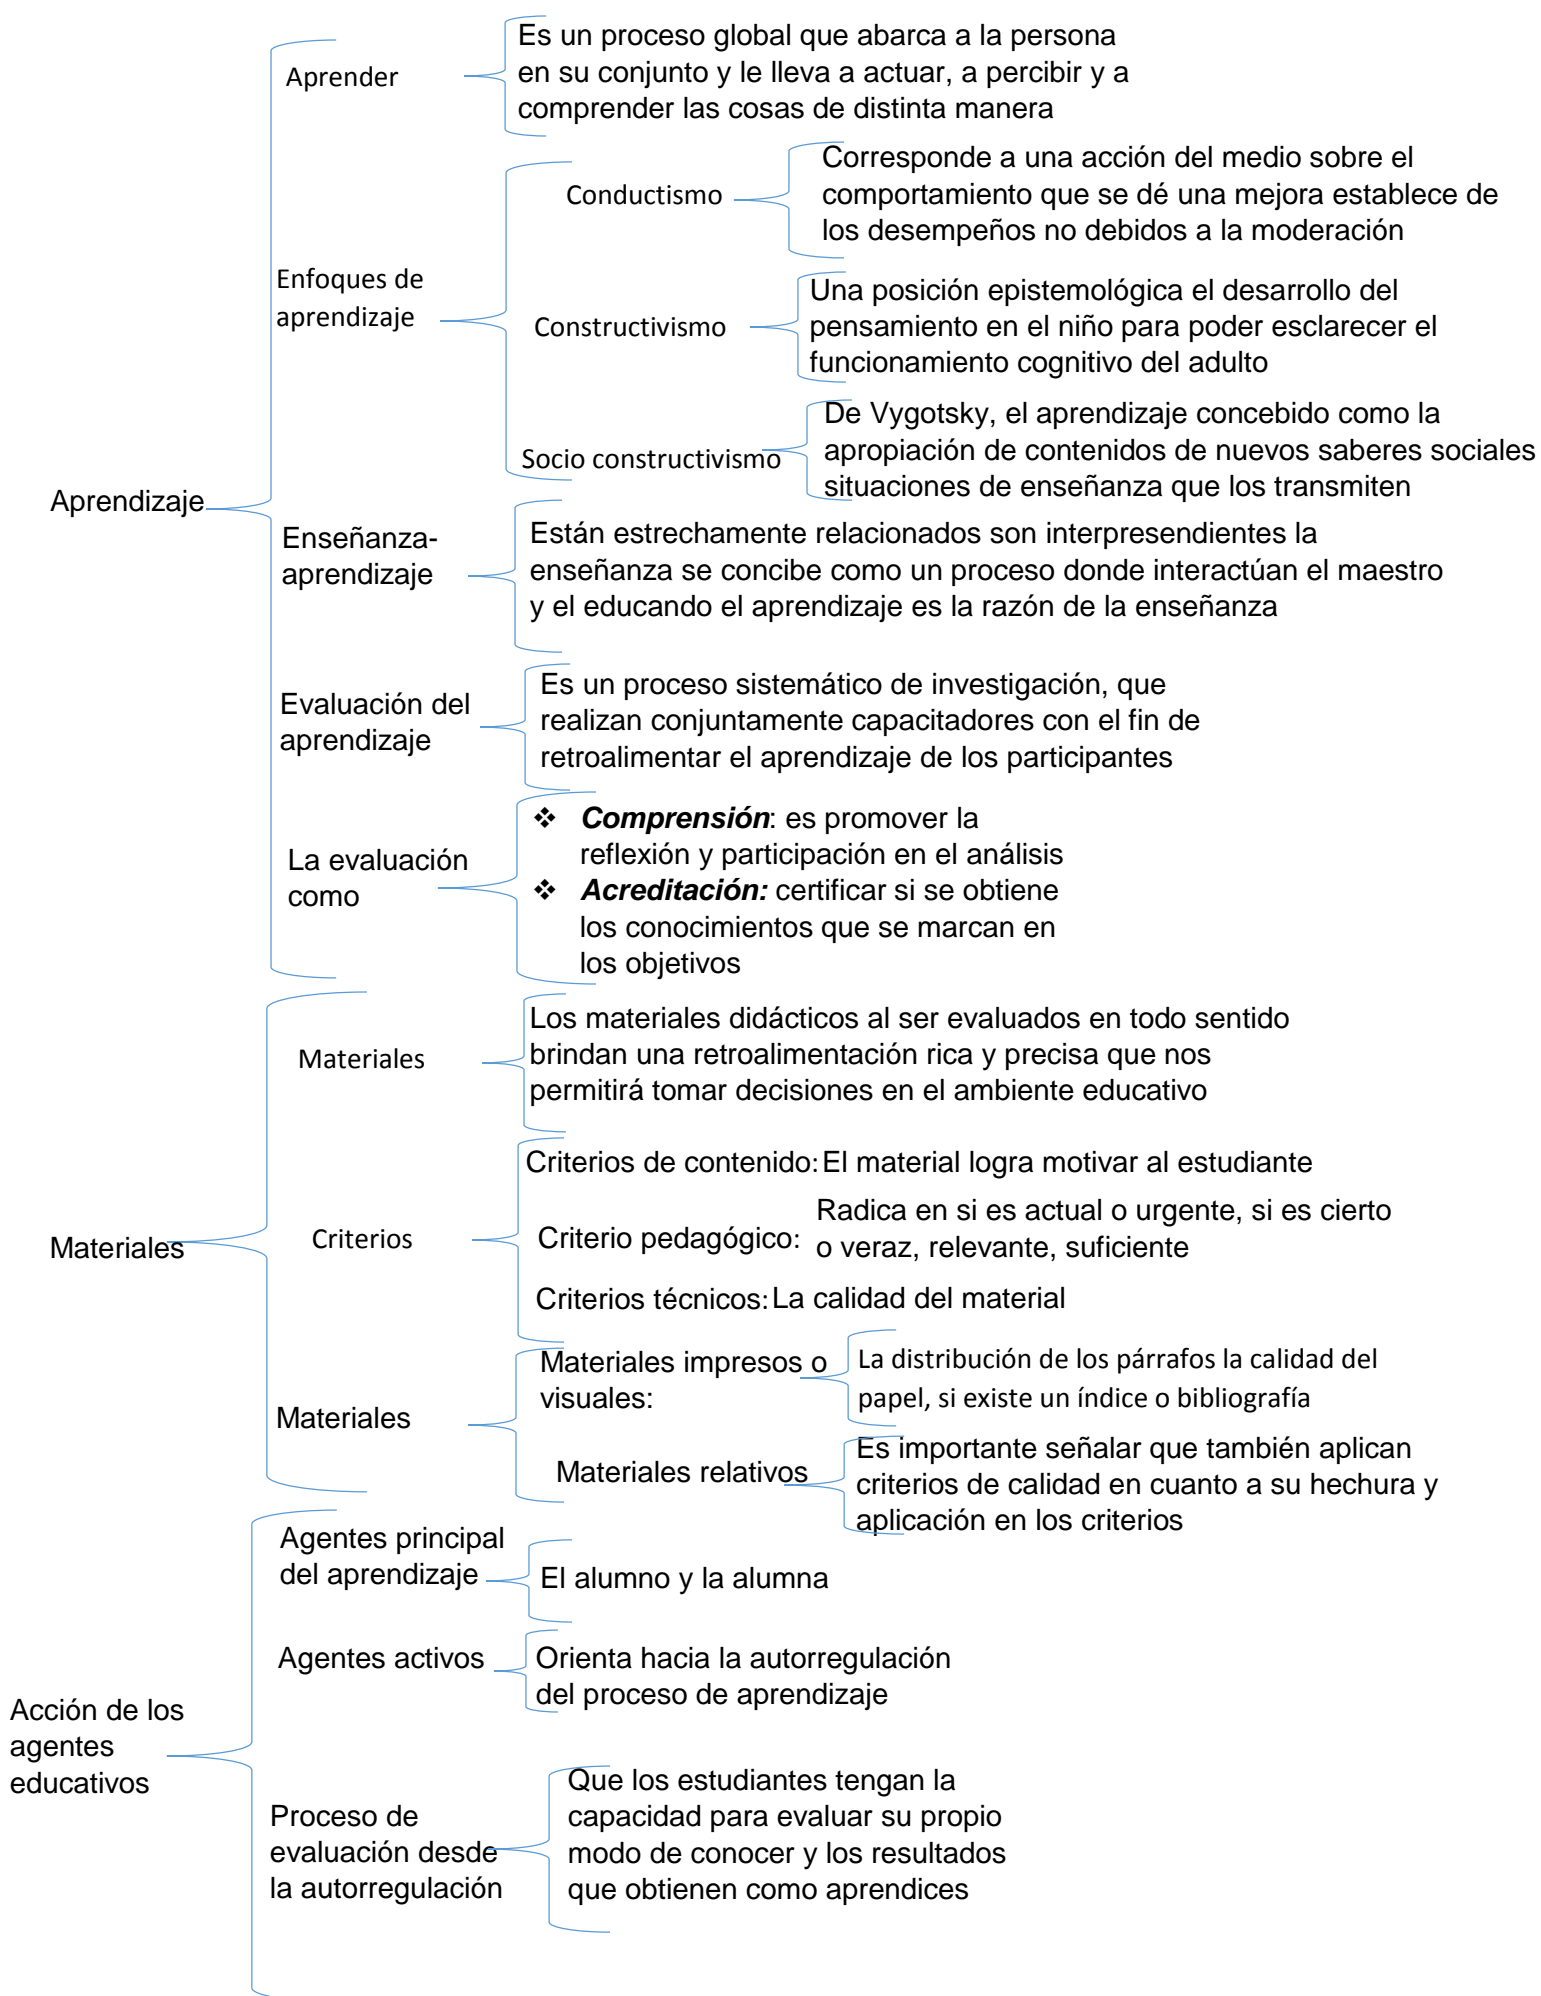 Es un proceso global que abarca a la persona
en su conjunto y le lleva a actuar, a percibir y a
comprender las cosas de distinta manera
Aprender
Corresponde a una acción del medio sobre el
comportamiento que se dé una mejora establece de
los desempeños no debidos a la moderación
Conductismo
Enfoques de
aprendizaje
Una posición epistemológica el desarrollo del
pensamiento en el niño para poder esclarecer el
funcionamiento cognitivo del adulto
Constructivismo
De Vygotsky, el aprendizaje concebido como la
apropiación de contenidos de nuevos saberes sociales
situaciones de enseñanza que los transmiten
Socio constructivismo
Aprendizaje
Enseñanza-
aprendizaje
Están estrechamente relacionados son interpresendientes la
enseñanza se concibe como un proceso donde interactúan el maestro
y el educando el aprendizaje es la razón de la enseñanza
Evaluación del
aprendizaje
Es un proceso sistemático de investigación, que
realizan conjuntamente capacitadores con el fin de
retroalimentar el aprendizaje de los participantes
La evaluación
como
❖ Comprensión: es promover la
reflexión y participación en el análisis
❖ Acreditación: certificar si se obtiene
los conocimientos que se marcan en
los objetivos
Materiales
Los materiales didácticos al ser evaluados en todo sentido
brindan una retroalimentación rica y precisa que nos
permitirá tomar decisiones en el ambiente educativo
Materiales
Criterios
Criterios de contenido: El material logra motivar al estudiante
Criterio pedagógico:
Radica en si es actual o urgente, si es cierto
o veraz, relevante, suficiente
Criterios técnicos: La calidad del material
Materiales
Materiales impresos o
visuales:
La distribución de los párrafos la calidad del
papel, si existe un índice o bibliografía
Materiales relativos
Es importante señalar que también aplican
criterios de calidad en cuanto a su hechura y
aplicación en los criterios
Agentes principal
del aprendizaje
El alumno y la alumna
Agentes activos
Orienta hacia la autorregulación
del proceso de aprendizaje
Acción de los
agentes
educativos
Proceso de
evaluación desde
la autorregulación
Que los estudiantes tengan la
capacidad para evaluar su propio
modo de conocer y los resultados
que obtienen como aprendices